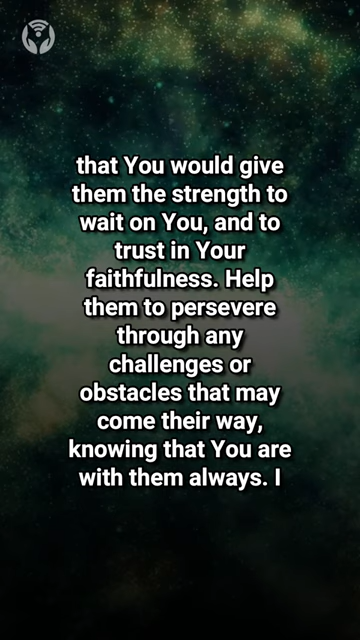 that You would give
them the strength to
wait on You, and to
trust in Your
faithfulness. Help
them to persevere
through any
challenges or
obstacles that may
come their way,
knowing that You are
with them always. I